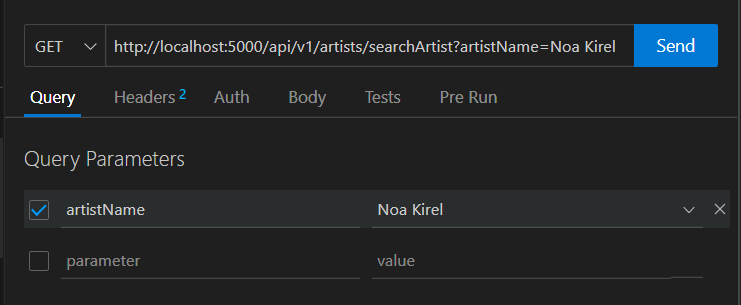 GET http://localhost:5000/api/v1/artists/searchArtist?artistName=Noa Kirel Send
Query Headers 2 Auth Body Tests Pre Run
Query Parameters
artistName Noa Kirel
parameter value